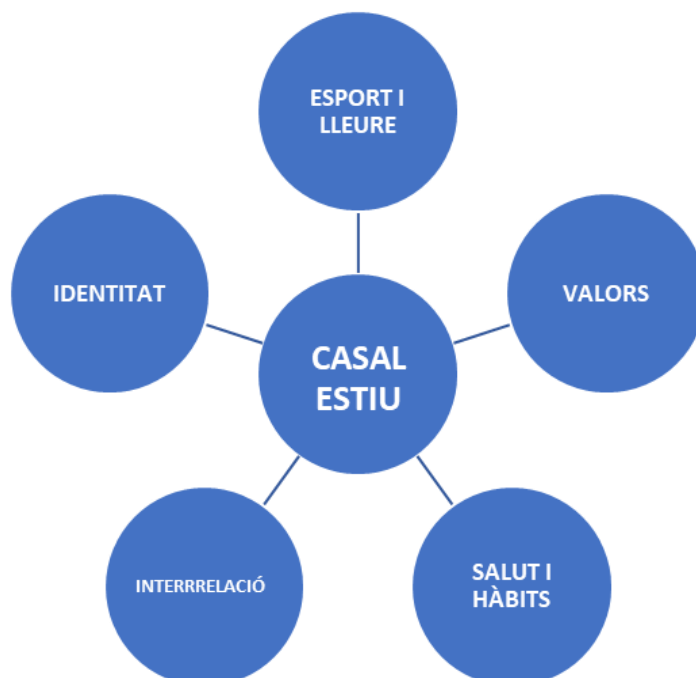 ESPORT I
LLEURE
IDENTITAT
VALORS
CASAL
ESTIU
INTERRRELACIÓ
SALUT I
HÀBITS